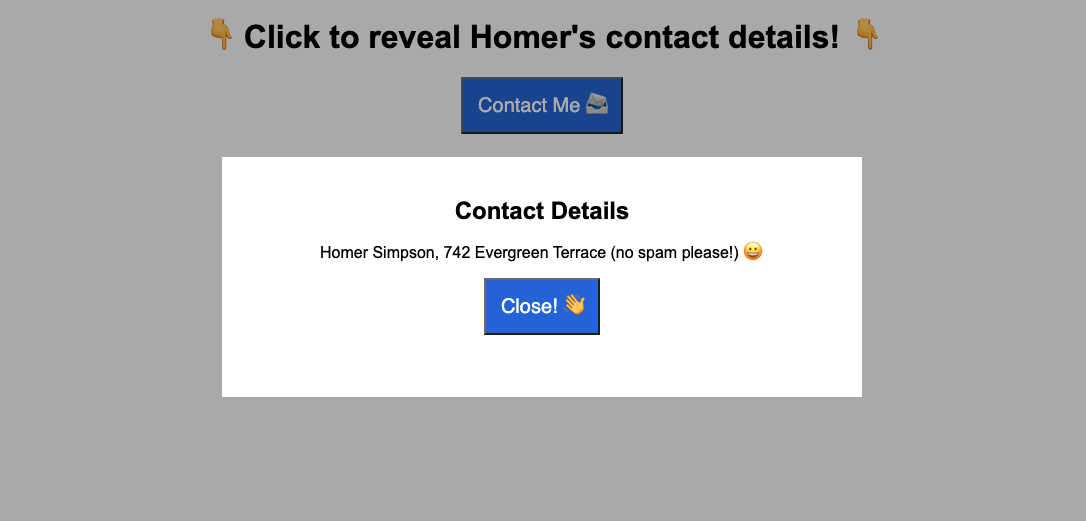 👇 Click to reveal Homer's contact details! 👇
Contact Me 📨
Contact Details
Homer Simpson, 742 Evergreen Terrace (no spam please!) 😀
Close! 👋